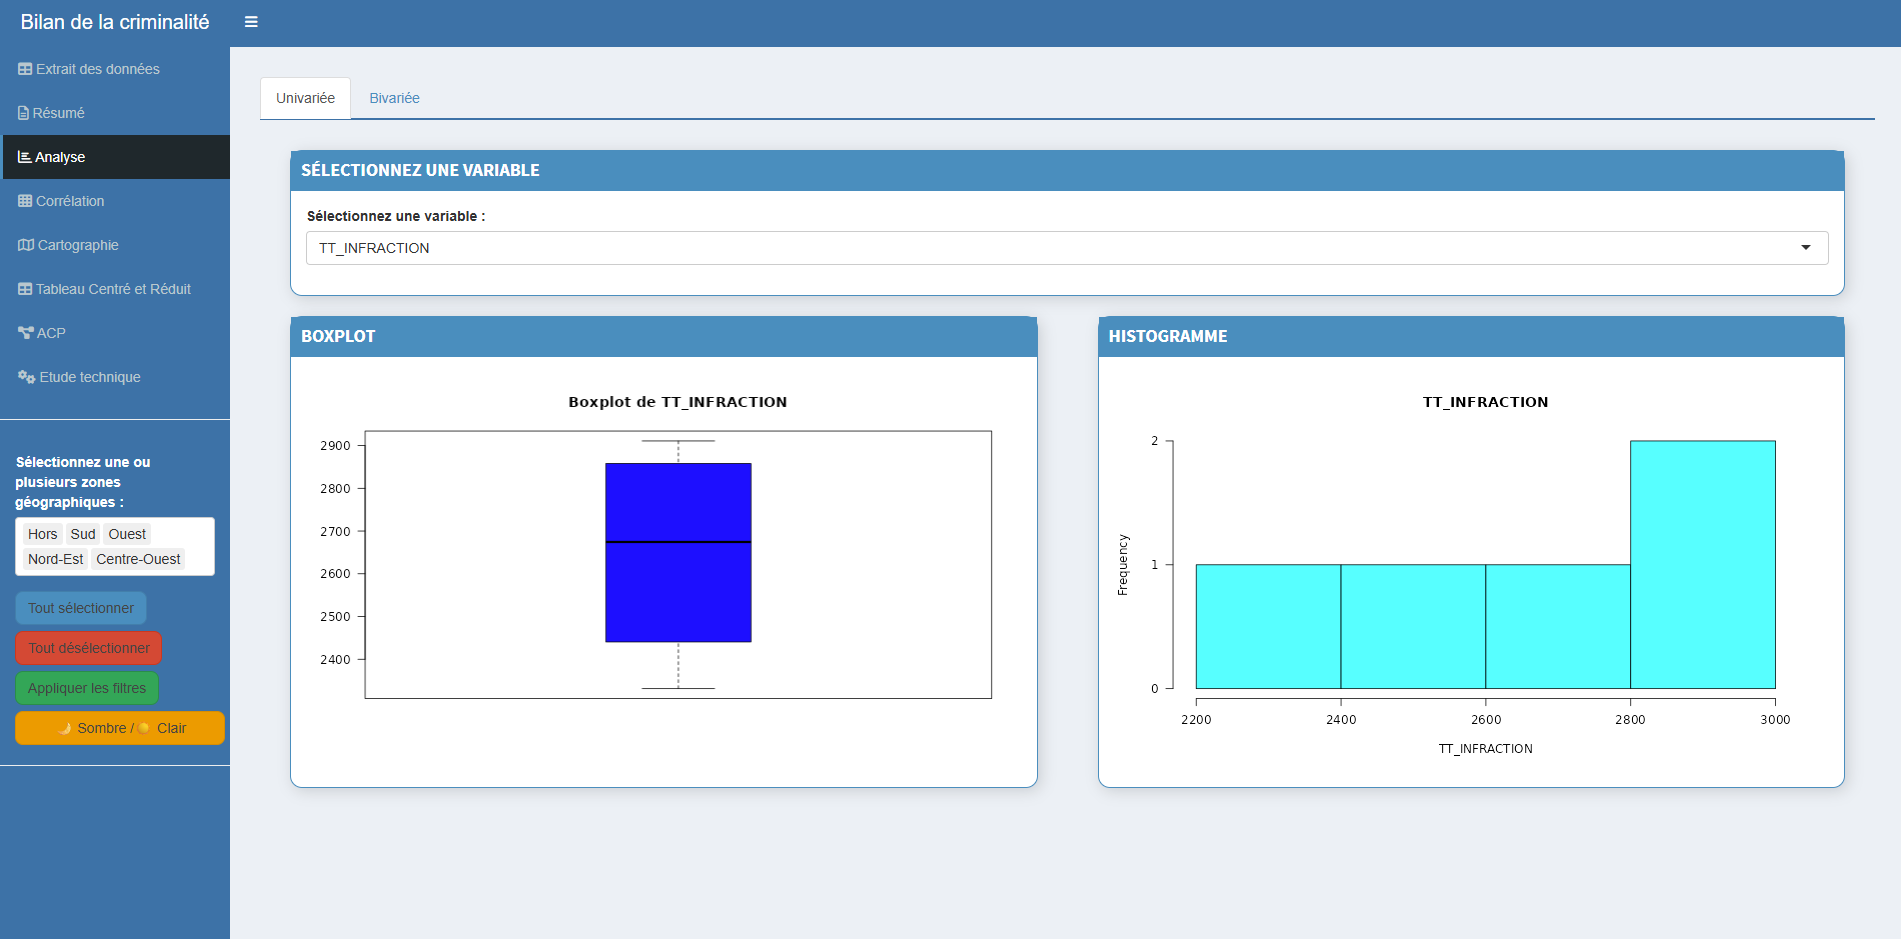 Bilan de la criminalité
Extrait des données
Résumé
Analyse
Corrélation
Cartographie
Tableau Centré et Réduit
ACP
Etude technique
Sélectionnez une ou
plusieurs zones
géographiques :
Hors Sud Ouest
Nord-Est Centre-Ouest
Tout sélectionner
Tout désélectionner
Appliquer les filtres
🌙 Sombre / ☀️ Clair
Univariée Bivariée
SÉLECTIONNEZ UNE VARIABLE
Sélectionnez une variable :
TT_INFRACTION
BOXPLOT
Boxplot de TT_INFRACTION
2900
2800
2700
2600
2500
2400
HISTOGRAMME
TT_INFRACTION
2
1
0
Frequency
2200 2400 2600 2800 3000
TT_INFRACTION